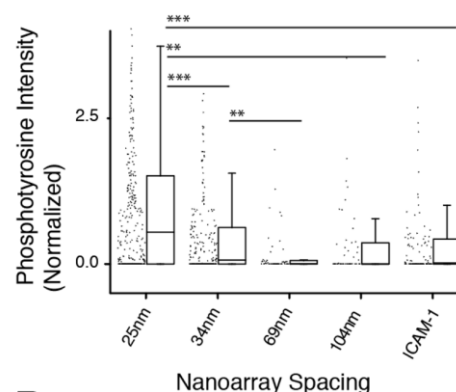 ***
**
***
**
Phosphotyrosine Intensity
(Normalized)
2.5
0.0
25nm
34nm
69nm
104nm
ICAM-1
Nanoarray Spacing